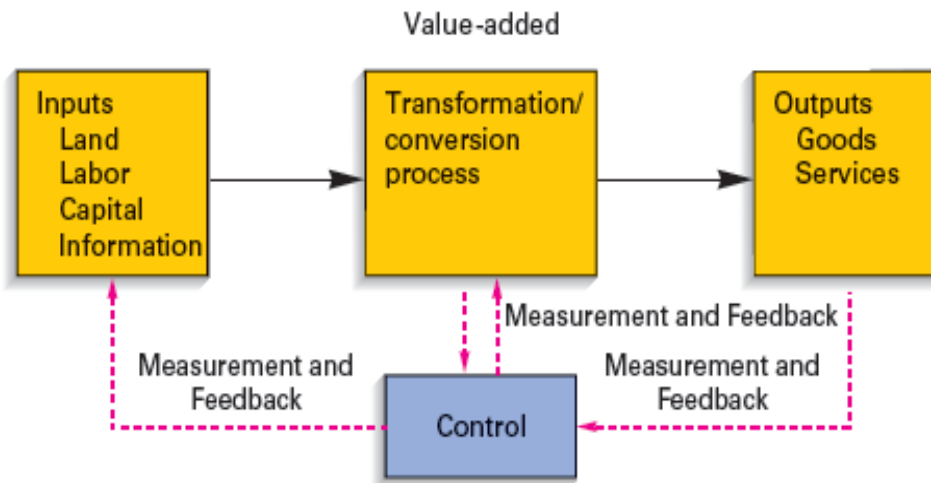 Value-added
Inputs
Land
Labor
Capital
Information
Transformation/
conversion
process
Outputs
Goods
Services
Measurement and Feedback
Measurement and
Feedback
Measurement and
Feedback
Control